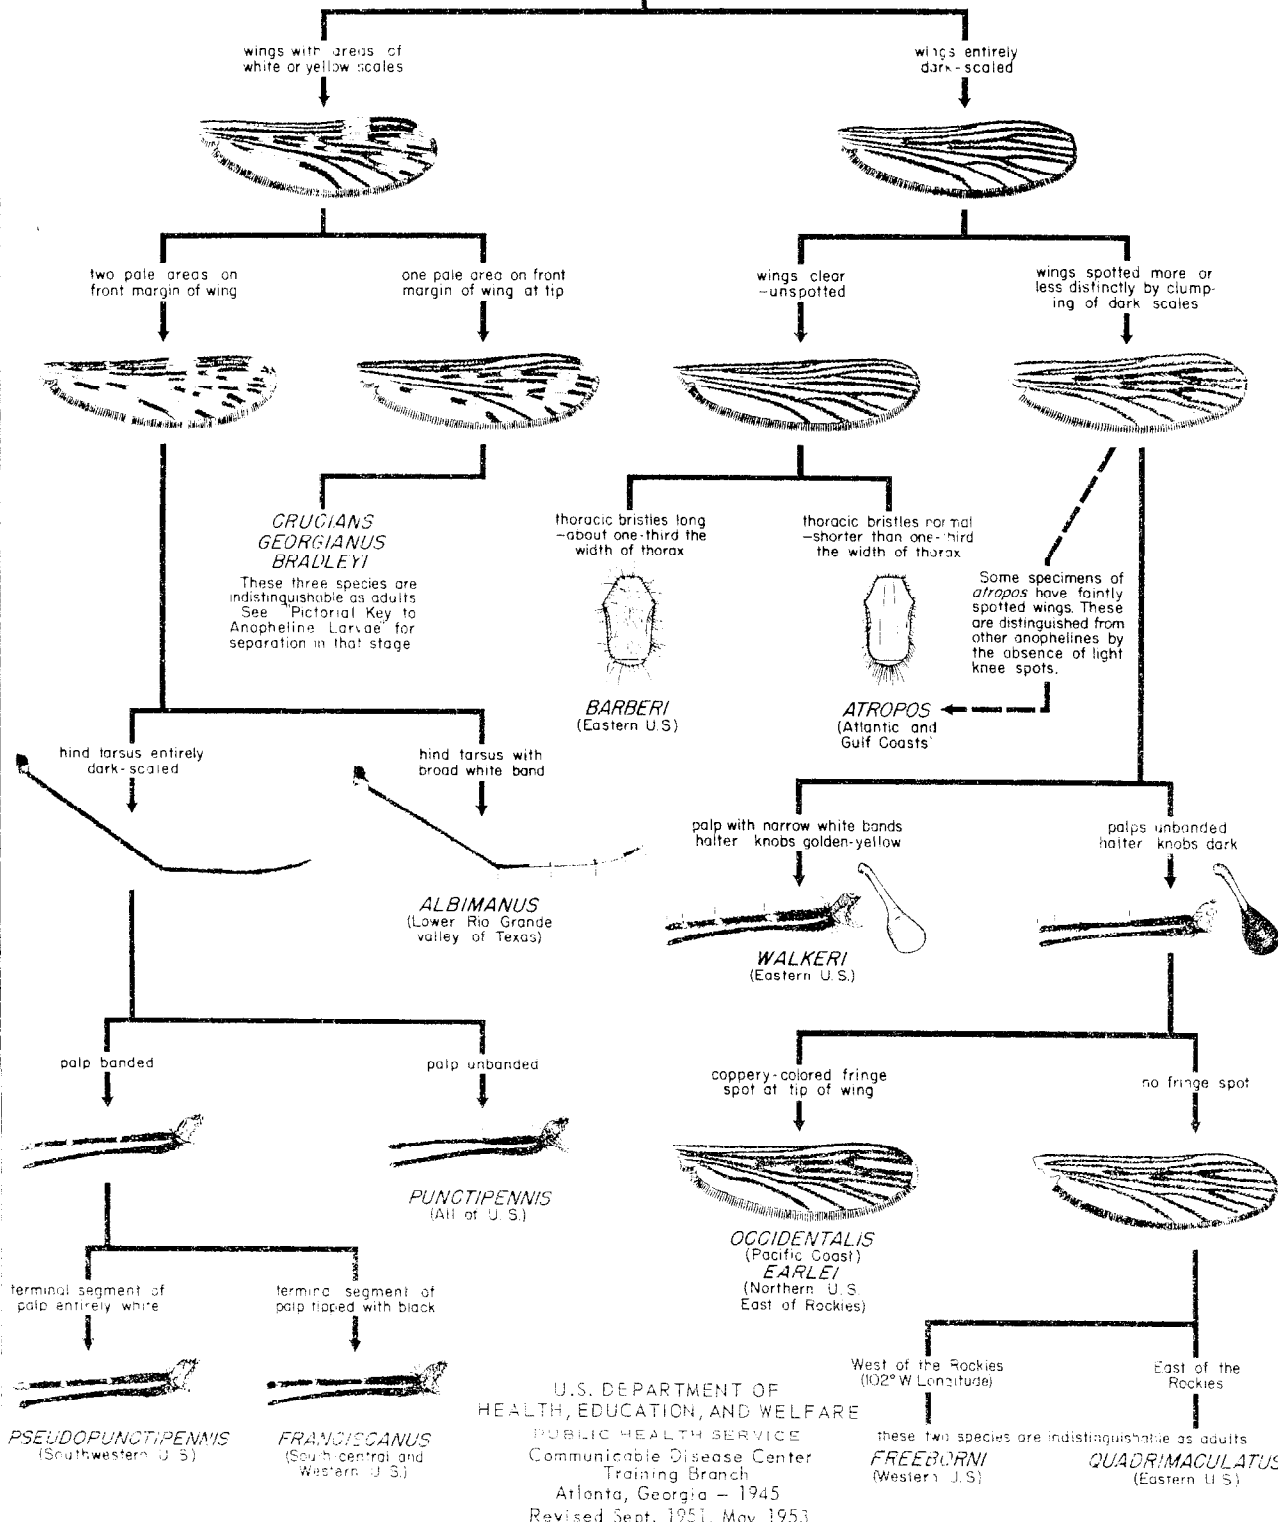 wings with areas of
white or yellow scales
wings entirely
dark-scaled
two pale areas on
front margin of wing
one pale area on front
margin of wing at tip
wings clear
-unspotted
wings spotted more or
less distinctly by clump-
ing of dark scales
CRUCIANS
GEORGIANUS
BRADLEYI
These three species are
indistinguishable as adults
See "Pictorial Key to
Anopheline Larvae" for
separation in that stage
thoracic bristles long
-about one-third the
width of thorax
thoracic bristles normal
-shorter than one-third
the width of thorax
Some specimens of
atropos have faintly
spotted wings. These
are distinguished from
other anophelines by
the absence of light
knee spots.
BARBERI
(Eastern U.S)
ATROPOS
(Atlantic and
Gulf Coasts)
hind tarsus entirely
dark-scaled
hind tarsus with
broad white band
ALBIMANUS
(Lower Rio Grande
valley of Texas)
palp with narrow white bands
halter knobs golden-yellow
palps unbanded
halter knobs dark
WALKERI
(Eastern U.S.)
palp banded
palp unbanded
coppery-colored fringe
spot at tip of wing
no fringe spot
PUNCTIPENNIS
(All of U.S.)
OCCIDENTALIS
(Pacific Coast)
EARLEI
(Northern U.S.
East of Rockies)
terminal segment of
palp entirely white
terminal segment of
palp tipped with black
West of the Rockies
(102° W Longitude)
East of the
Rockies
PSEUDOPUNCTIPENNIS
(Southwestern U.S)
FRANCISCANUS
(South-central and
Western U.S.)
these two species are indistinguishable as adults
FREEBORNI
(Western U.S)
QUADRIMACULATUS
(Eastern U S)
U.S. DEPARTMENT OF
HEALTH, EDUCATION, AND WELFARE
PUBLIC HEALTH SERVICE
Communicable Disease Center
Training Branch
Atlanta, Georgia – 1945
Revised Sept. 1951, May 1953